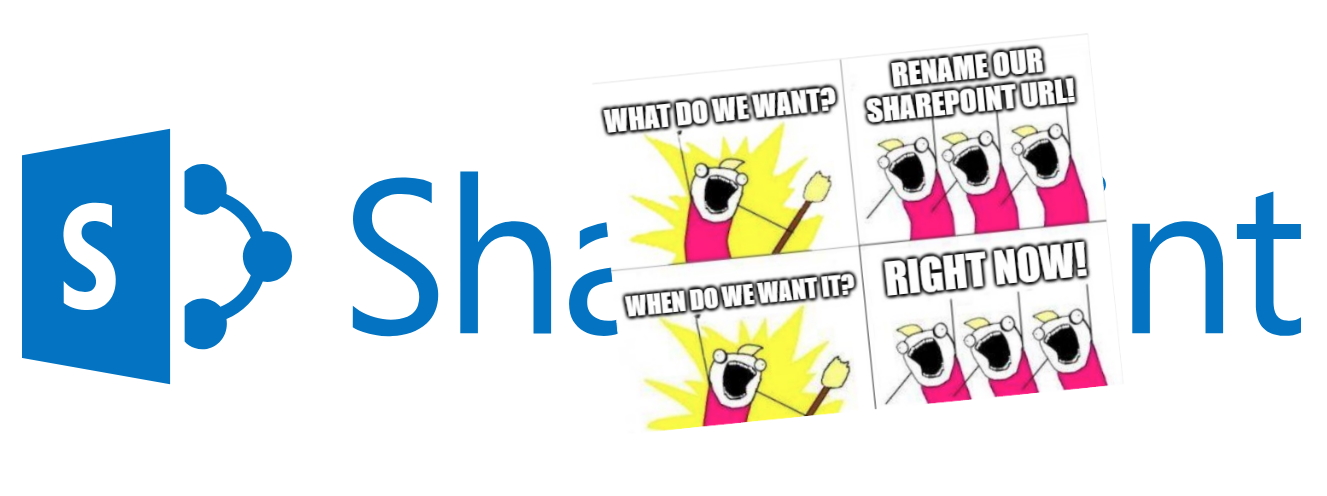 S
Sha nt
WHAT DO WE WANT?
RENAME OUR
SHAREPOINT URL!
WHEN DO WE WANT IT?
RIGHT NOW!